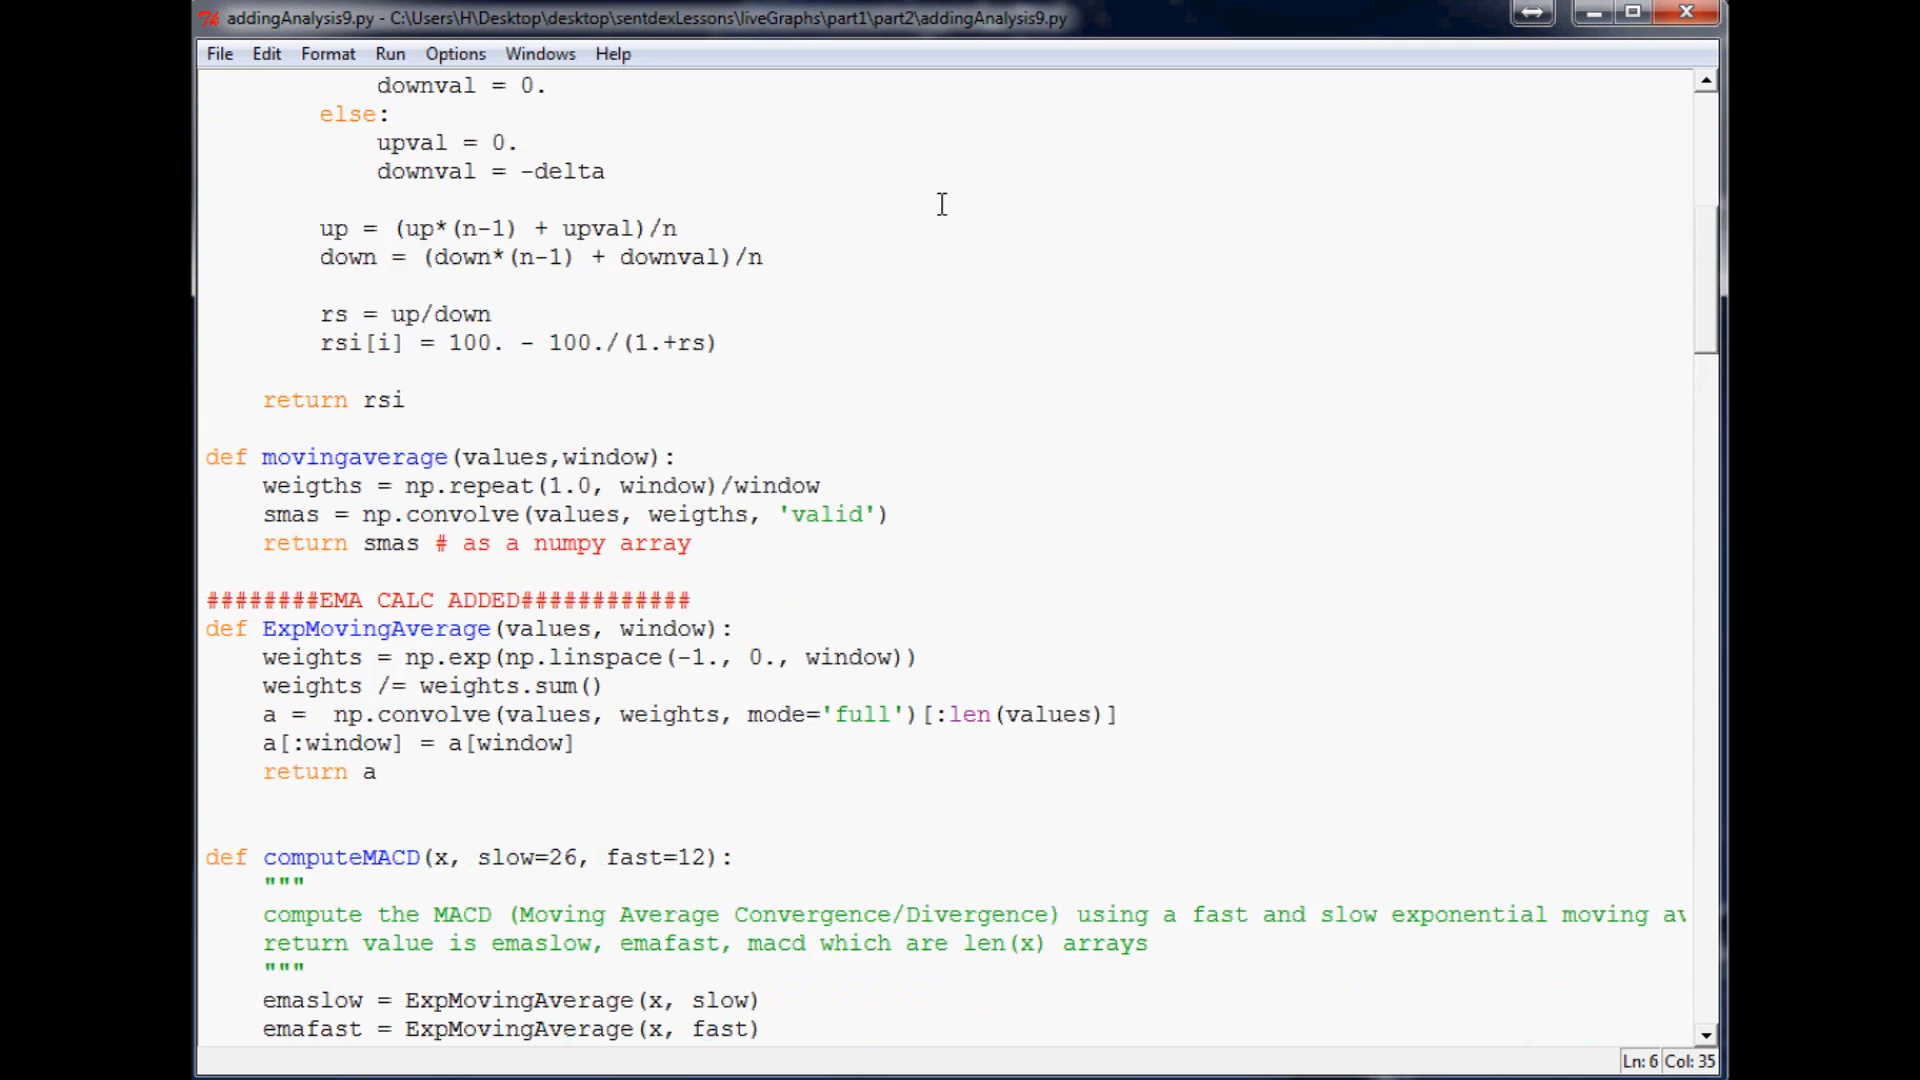 addingAnalysis9.py - C:\Users\H\Desktop\desktop\sentdexLessons\liveGraphs\part1\part2\addingAnalysis9.py
File Edit Format Run Options Windows Help
            downval = 0.
        else:
            upval = 0.
            downval = -delta
        up = (up*(n-1) + upval)/n
        down = (down*(n-1) + downval)/n
        rs = up/down
        rsi[i] = 100. - 100./(1.+rs)
    return rsi
def movingaverage(values,window):
    weigths = np.repeat(1.0, window)/window
    smas = np.convolve(values, weigths, 'valid')
    return smas # as a numpy array
########EMA CALC ADDED############
def ExpMovingAverage(values, window):
    weights = np.exp(np.linspace(-1., 0., window))
    weights /= weights.sum()
    a =  np.convolve(values, weights, mode='full')[:len(values)]
    a[:window] = a[window]
    return a
def computeMACD(x, slow=26, fast=12):
    """
    compute the MACD (Moving Average Convergence/Divergence) using a fast and slow exponential moving
    return value is emaslow, emafast, macd which are len(x) arrays
    """
    emaslow = ExpMovingAverage(x, slow)
    emafast = ExpMovingAverage(x, fast)
Ln: 6 Col: 35